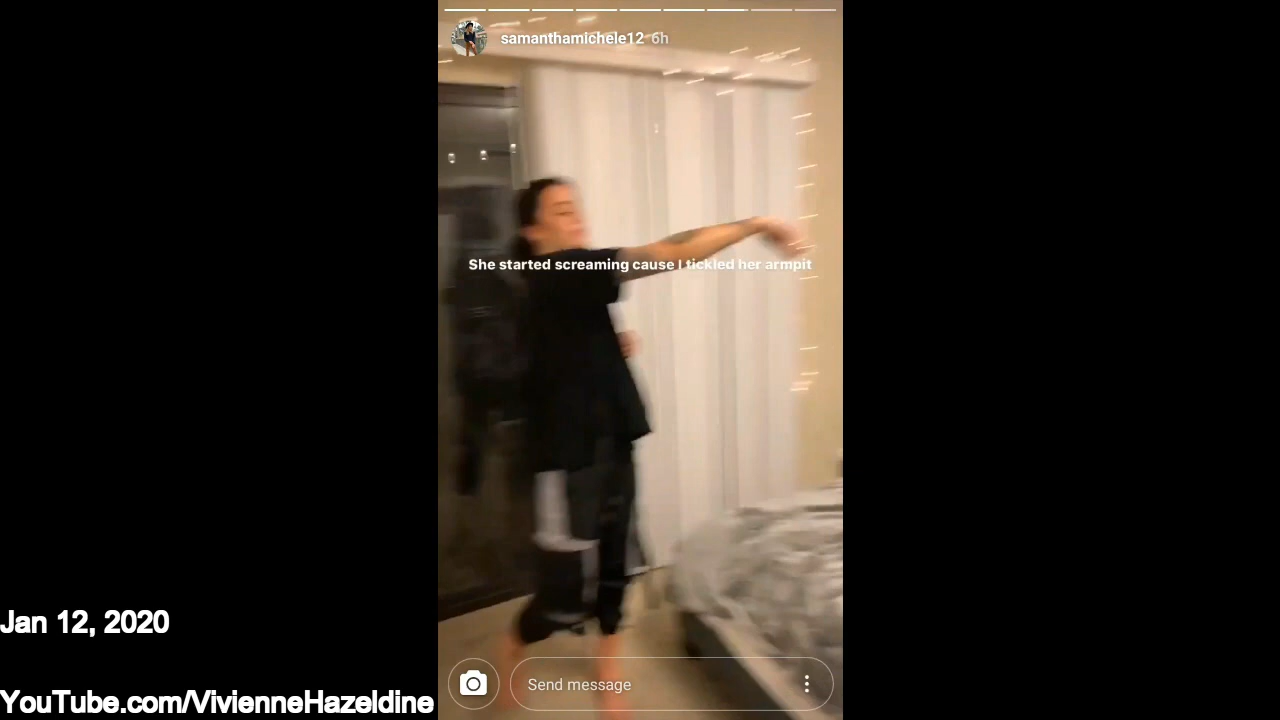 samanthamichele12 6h
She started screaming cause I tickled her armpit
Jan 12, 2020
Send message
YouTube.com/VivienneHazeldine